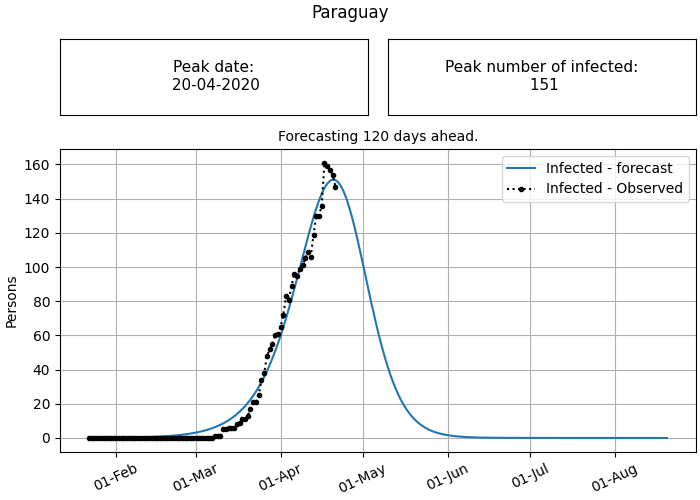 Paraguay
Peak date:
20-04-2020
Peak number of infected:
151
Forecasting 120 days ahead.
Infected - forecast
Infected - Observed
Persons
160
140
120
100
80
60
40
20
0
01-Feb
01-Mar
01-Apr
01-May
01-Jun
01-Jul
01-Aug